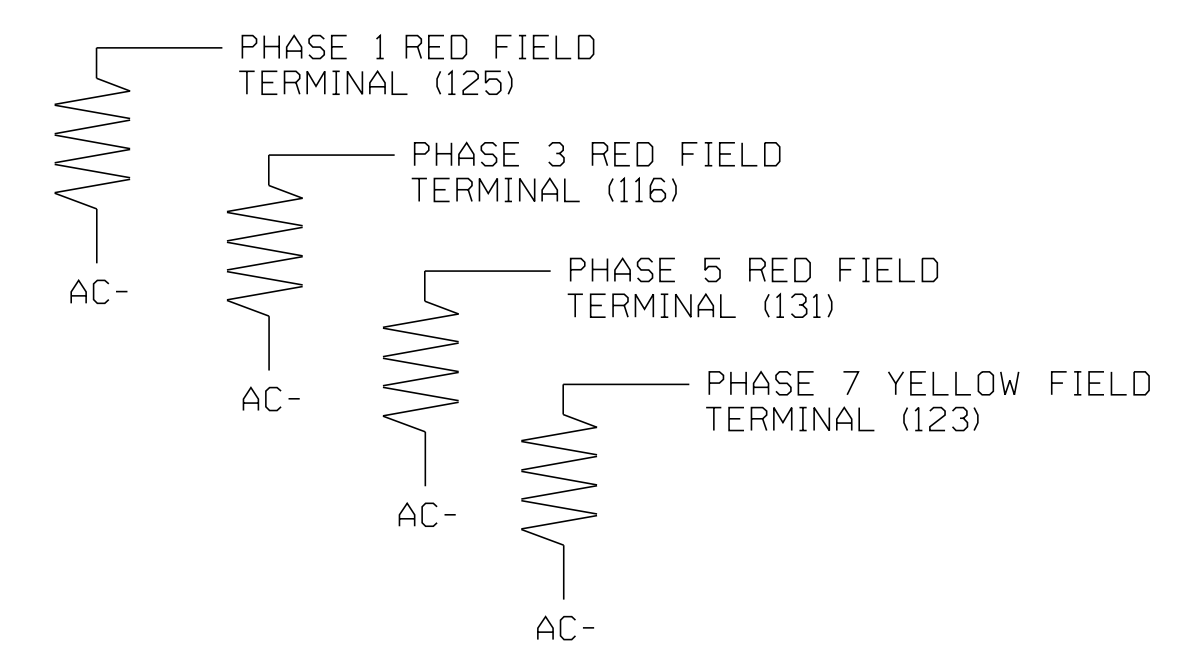 PHASE 1 RED FIELD
TERMINAL (125)
AC-
PHASE 3 RED FIELD
TERMINAL (116)
AC-
PHASE 5 RED FIELD
TERMINAL (131)
AC-
PHASE 7 YELLOW FIELD
TERMINAL (123)
AC-